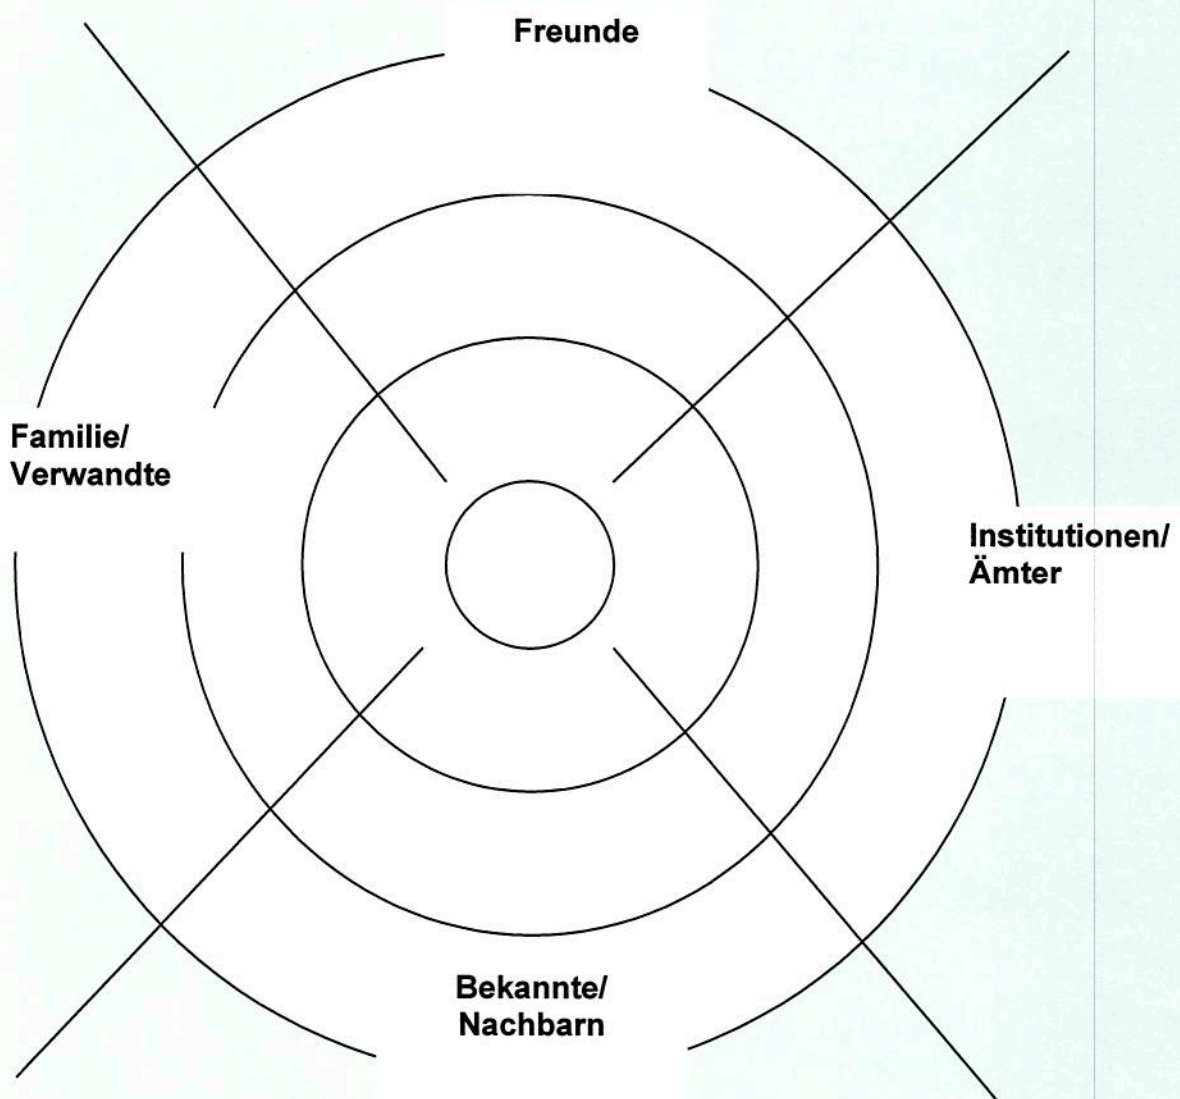 Freunde
Familie/
Verwandte
Institutionen/
Ämter
Bekannte/
Nachbarn